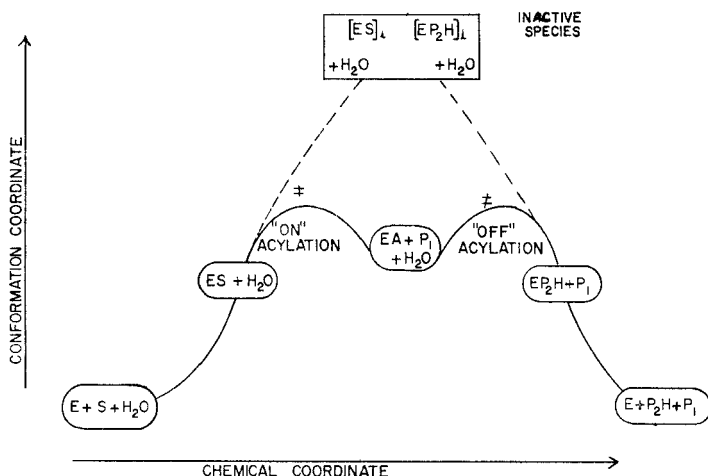 INACTIVE
SPECIES
[ES]i [EP2H]i
+H2O +H2O
CONFORMATION COORDINATE
‡ ‡
"ON"
ACYLATION
"OFF"
ACYLATION
EA + P1
+ H2O
ES + H2O
EP2H + P1
E + S + H2O
E + P2H + P1
CHEMICAL COORDINATE